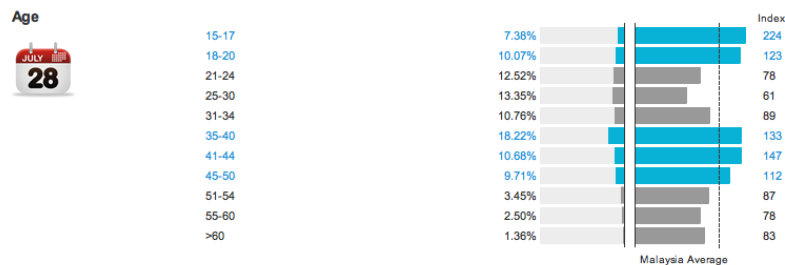 Age
Index
15-17 7.38% 224
JULY
28
18-20 10.07% 123
21-24 12.52% 78
25-30 13.35% 61
31-34 10.76% 89
35-40 18.22% 133
41-44 10.68% 147
45-50 9.71% 112
51-54 3.45% 87
55-60 2.50% 78
>60 1.36% 83
Malaysia Average